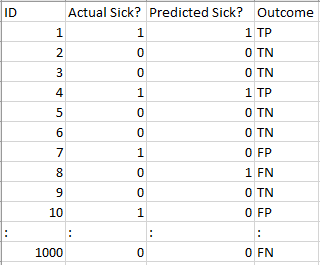 ID Actual Sick? Predicted Sick? Outcome
1 1 1 TP
2 0 0 TN
3 0 0 TN
4 1 1 TP
5 0 0 TN
6 0 0 TN
7 1 0 FP
8 0 1 FN
9 0 0 TN
10 1 0 FP
: : : :
1000 0 0 FN